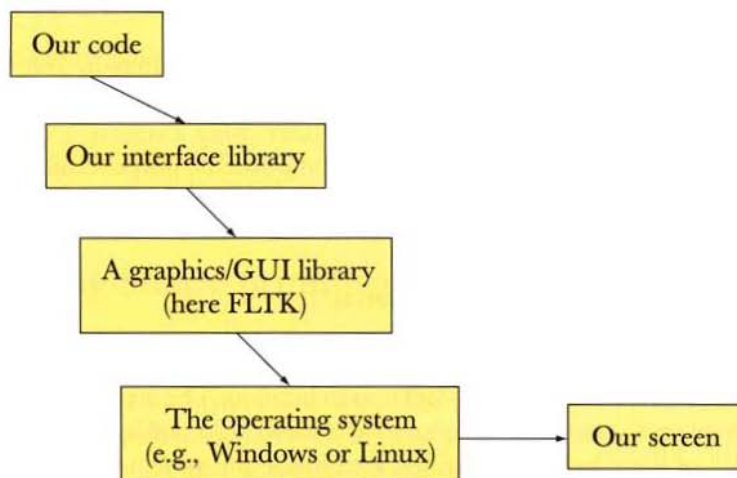 Our code
Our interface library
A graphics/GUI library
(here FLTK)
The operating system
(e.g., Windows or Linux)
Our screen